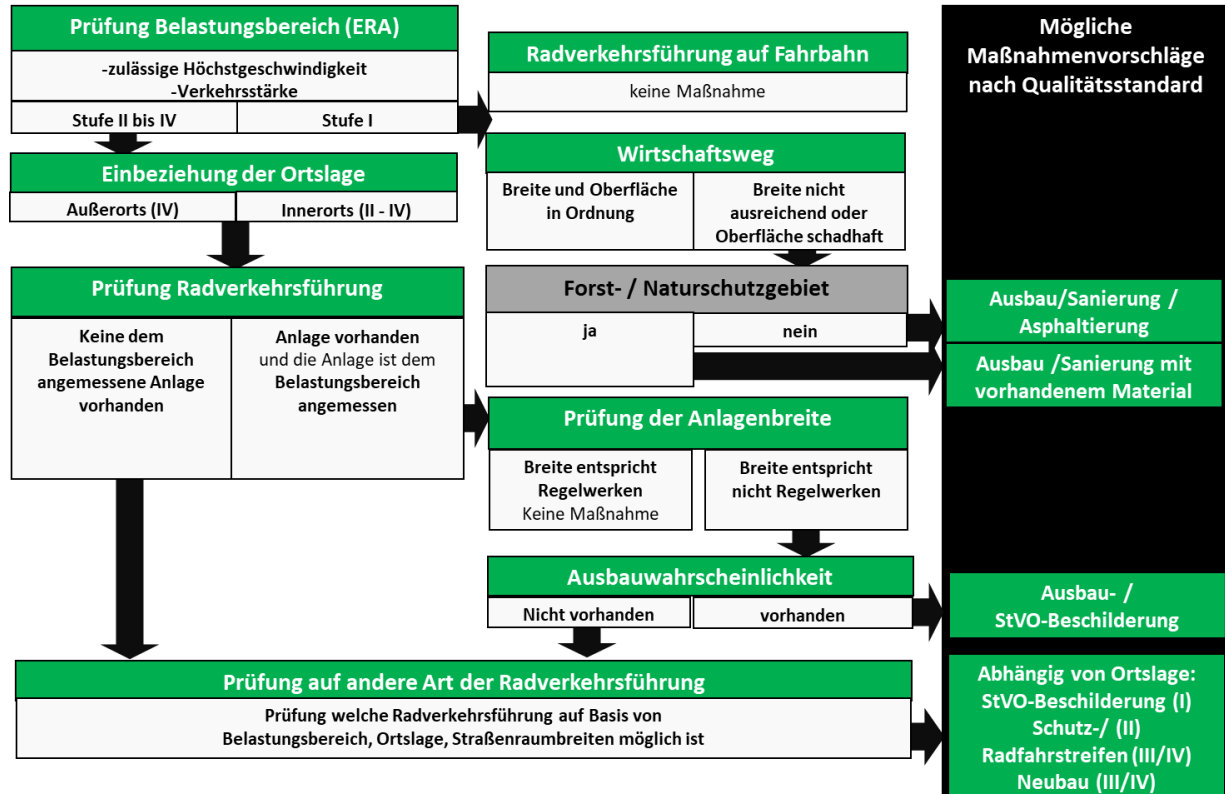 Prüfung Belastungsbereich (ERA)
-zulässige Höchstgeschwindigkeit
-Verkehrsstärke
Stufe II bis IV
Stufe I
Radverkehrsführung auf Fahrbahn
keine Maßnahme
Einbeziehung der Ortslage
Außerorts (IV)
Innerorts (II - IV)
Wirtschaftsweg
Breite und Oberfläche
in Ordnung
Breite nicht
ausreichend oder
Oberfläche schadhaft
Prüfung Radverkehrsführung
Keine dem
Belastungsbereich
angemessene Anlage
vorhanden
Anlage vorhanden
und die Anlage ist dem
Belastungsbereich
angemessen
Forst- / Naturschutzgebiet
ja
nein
Prüfung der Anlagenbreite
Breite entspricht
Regelwerken
Keine Maßnahme
Breite entspricht
nicht Regelwerken
Ausbauwahrscheinlichkeit
Nicht vorhanden
vorhanden
Prüfung auf andere Art der Radverkehrsführung
Prüfung welche Radverkehrsführung auf Basis von
Belastungsbereich, Ortslage, Straßenraumbreiten möglich ist
Mögliche
Maßnahmenvorschläge
nach Qualitätsstandard
Ausbau/Sanierung /
Asphaltierung
Ausbau /Sanierung mit
vorhandenem Material
Ausbau- /
StVO-Beschilderung
Abhängig von Ortslage:
StVO-Beschilderung (I)
Schutz-/ (II)
Radfahrstreifen (III/IV)
Neubau (III/IV)